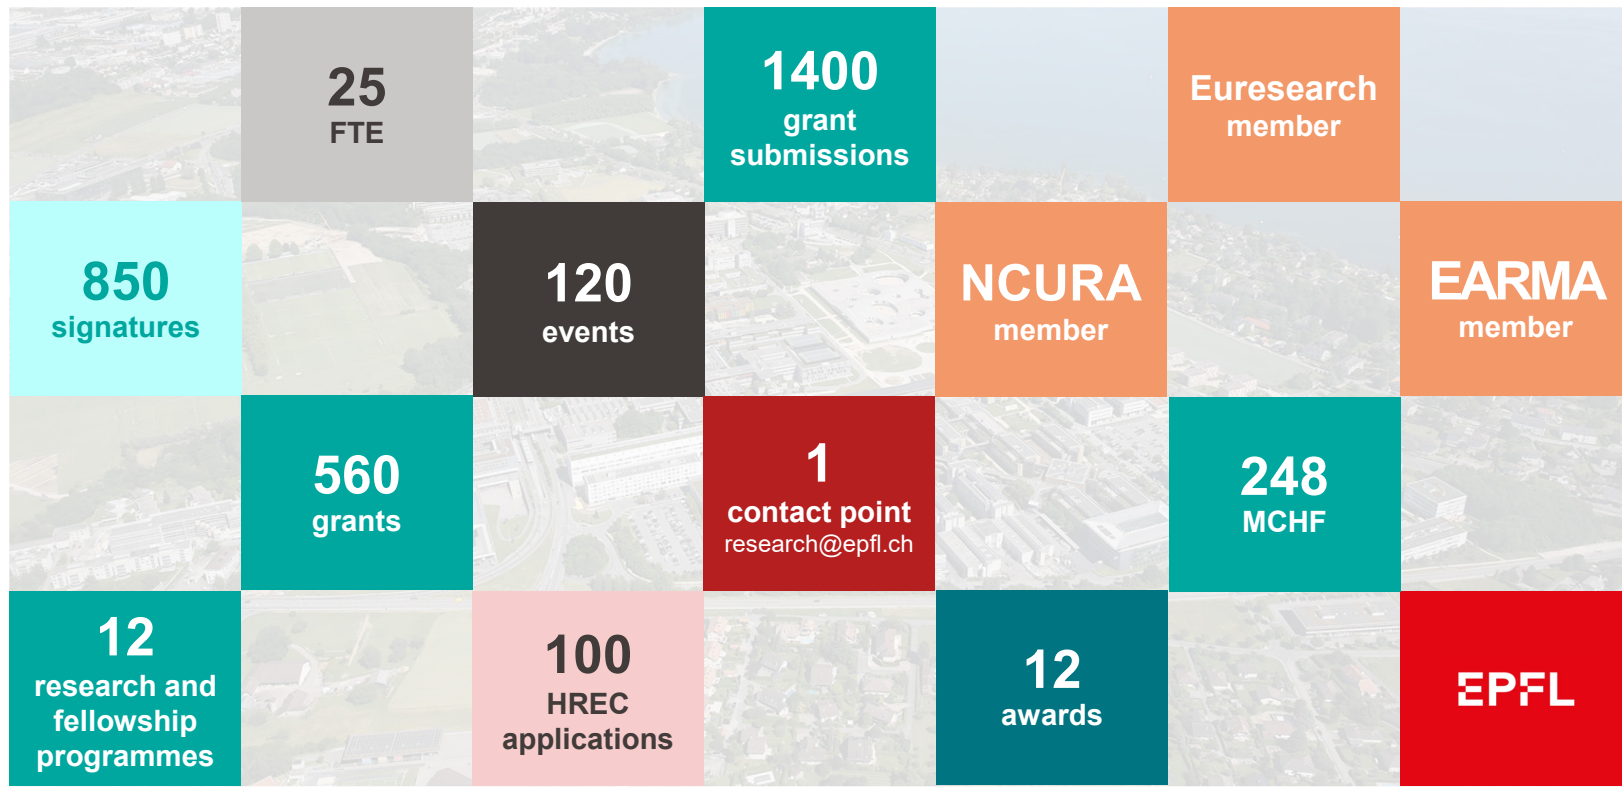 25
FTE
1400
grant
submissions
Euresearch
member
850
signatures
120
events
NCURA
member
EARMA
member
560
grants
1
contact point
research@epfl.ch
248
MCHF
12
research and
fellowship
programmes
100
HREC
applications
12
awards
EPFL